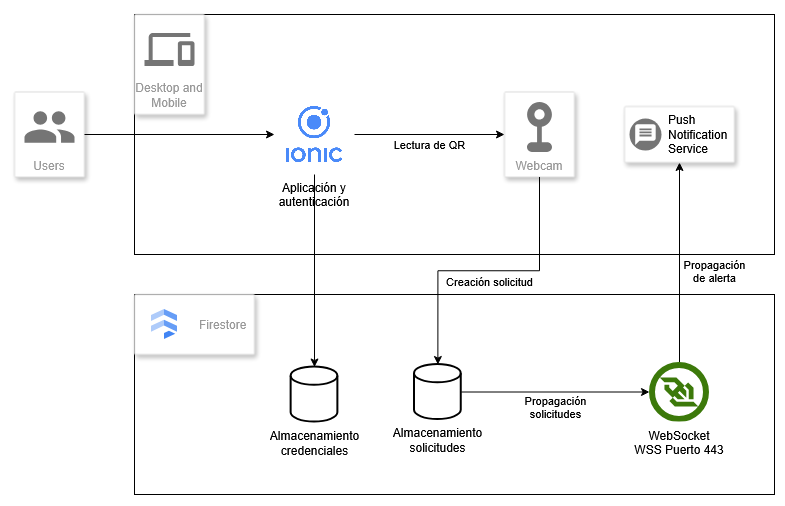 Desktop and
Mobile
Users
IONIC
Aplicación y
autenticación
Lectura de QR
Webcam
Push
Notification
Service
Creación solicitud
Propagación
de alerta
Firestore
Almacenamiento
credenciales
Almacenamiento
solicitudes
Propagación
solicitudes
WebSocket
WSS Puerto 443